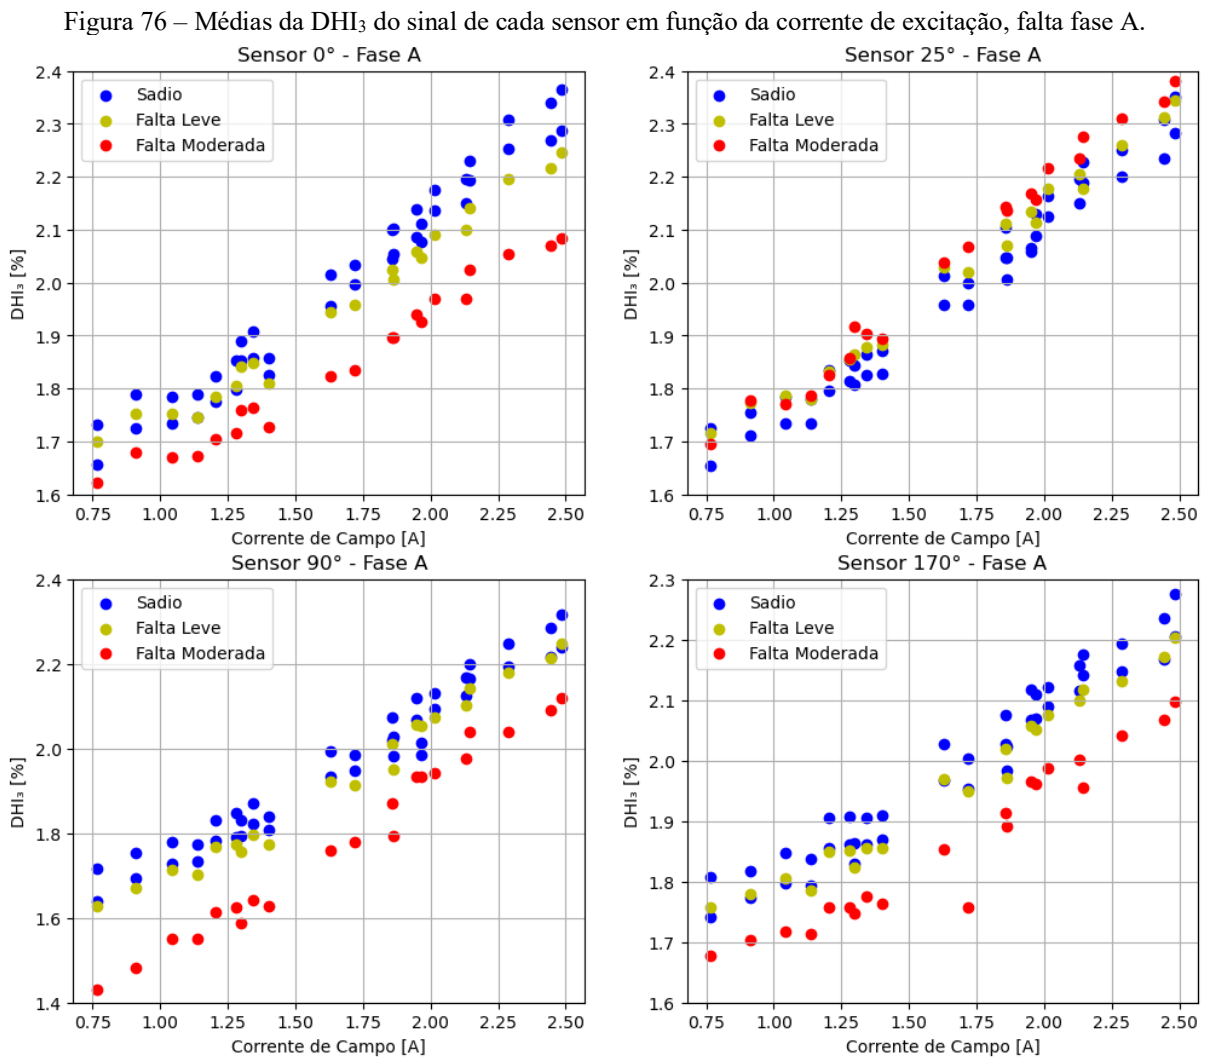 Figura 76 – Médias da DHI₃ do sinal de cada sensor em função da corrente de excitação, falta fase A.
Sensor 0° - Fase A
Sadio
Falta Leve
Falta Moderada
DHI₃ [%]
2.4
2.3
2.2
2.1
2.0
1.9
1.8
1.7
1.6
0.75 1.00 1.25 1.50 1.75 2.00 2.25 2.50
Corrente de Campo [A]
Sensor 25° - Fase A
Sadio
Falta Leve
Falta Moderada
DHI₃ [%]
2.4
2.3
2.2
2.1
2.0
1.9
1.8
1.7
1.6
0.75 1.00 1.25 1.50 1.75 2.00 2.25 2.50
Corrente de Campo [A]
Sensor 90° - Fase A
Sadio
Falta Leve
Falta Moderada
DHI₃ [%]
2.4
2.2
2.0
1.8
1.6
1.4
0.75 1.00 1.25 1.50 1.75 2.00 2.25 2.50
Corrente de Campo [A]
Sensor 170° - Fase A
Sadio
Falta Leve
Falta Moderada
DHI₃ [%]
2.3
2.2
2.1
2.0
1.9
1.8
1.7
1.6
0.75 1.00 1.25 1.50 1.75 2.00 2.25 2.50
Corrente de Campo [A]